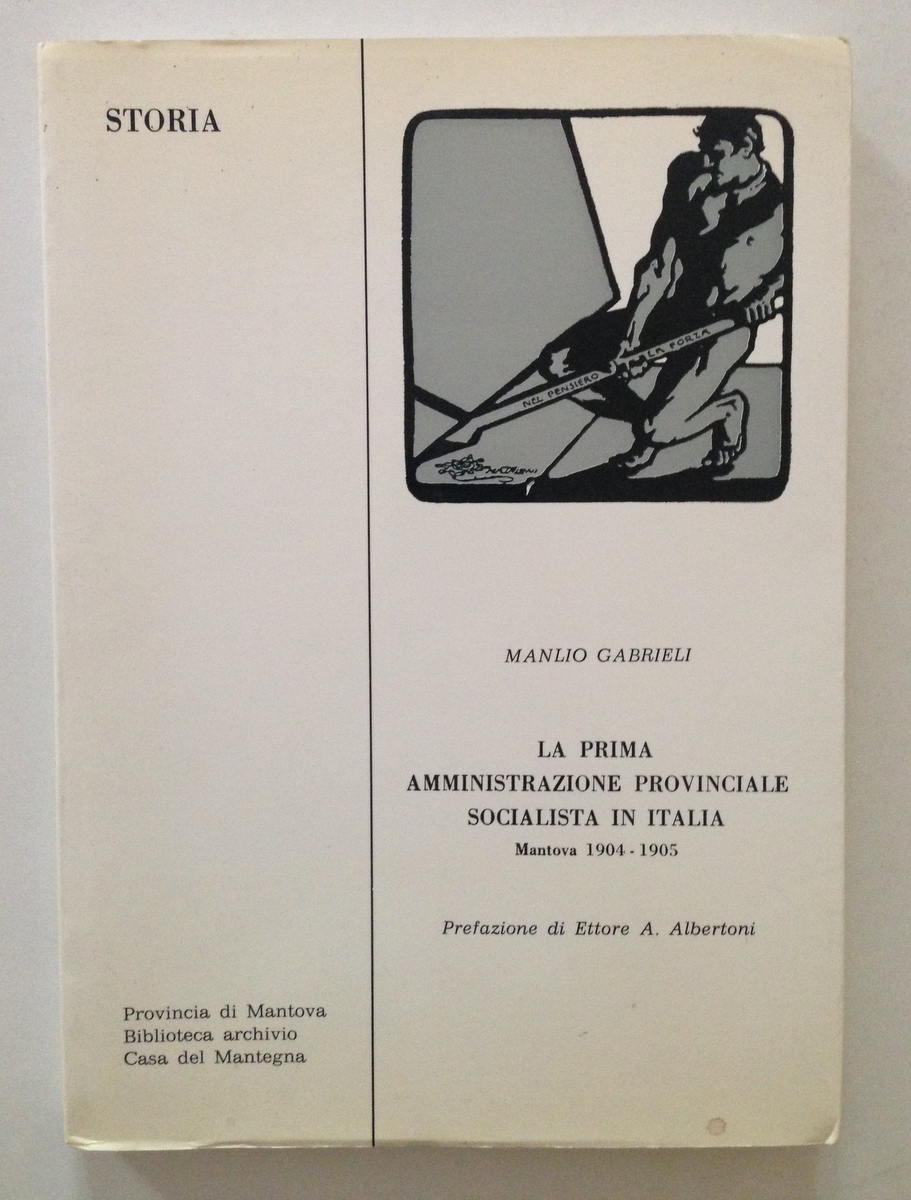 STORIA
NEL PENSIERO LA FORZA
MANLIO GABRIELI
LA PRIMA
AMMINISTRAZIONE PROVINCIALE
SOCIALISTA IN ITALIA
Mantova 1904 - 1905
Prefazione di Ettore A. Albertoni
Provincia di Mantova
Biblioteca archivio
Casa del Mantegna